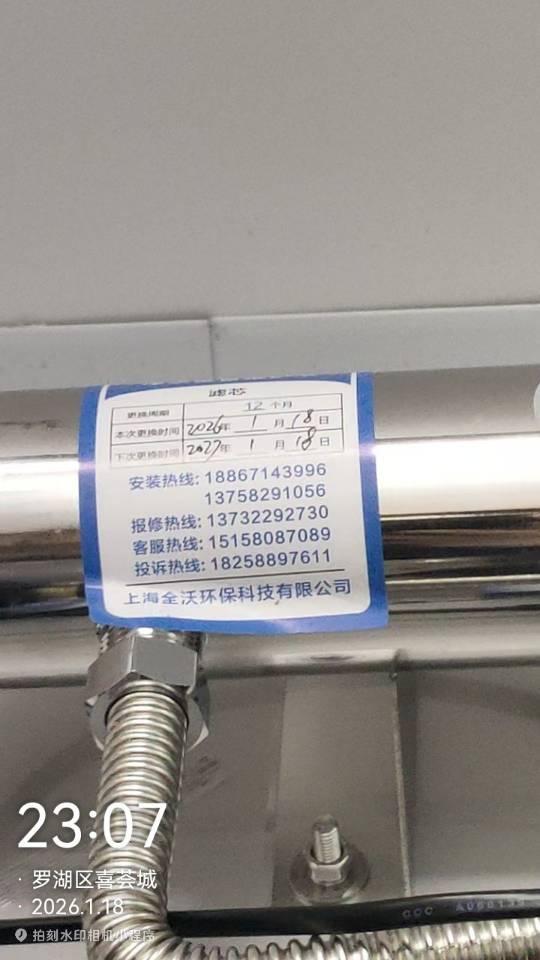 滤芯
更换周期 12 个月
本次更换时间 2026年 1 月 18 日
下次更换时间 2027年 1 月 18 日
安装热线: 18867143996
13758291056
报修热线: 13732292730
客服热线: 15158087089
投诉热线: 18258897611
上海全沃环保科技有限公司
23:07
· 罗湖区喜荟城
· 2026.1.18
拍刻水印相机小程序
CCC